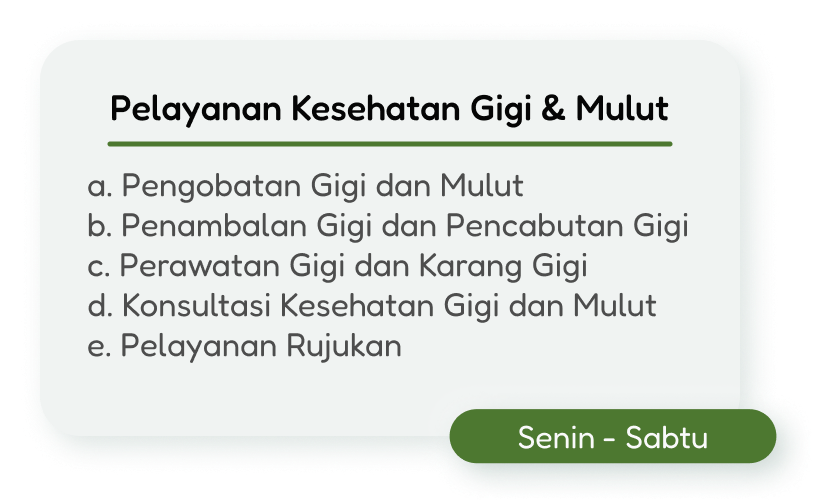 Pelayanan Kesehatan Gigi & Mulut
a. Pengobatan Gigi dan Mulut
b. Penambalan Gigi dan Pencabutan Gigi
c. Perawatan Gigi dan Karang Gigi
d. Konsultasi Kesehatan Gigi dan Mulut
e. Pelayanan Rujukan
Senin - Sabtu